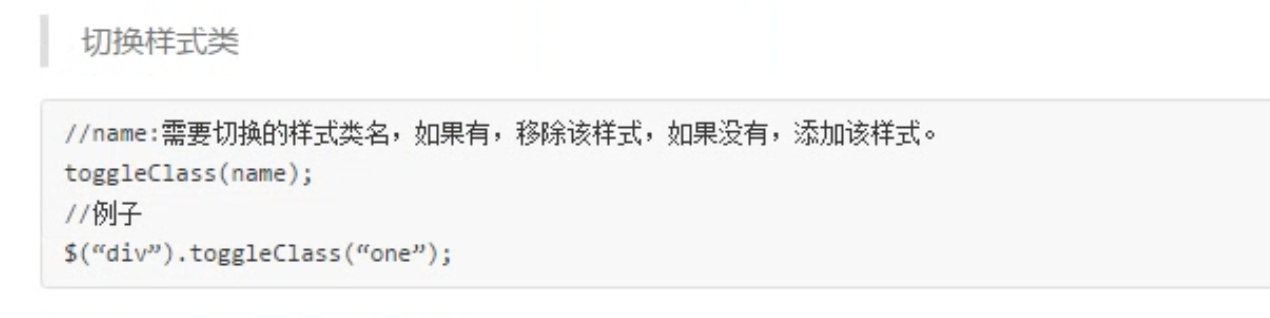 切换样式类
//name:需要切换的样式类名，如果有，移除该样式，如果没有，添加该样式。
toggleClass(name);
//例子
$(“div”).toggleClass(“one”);